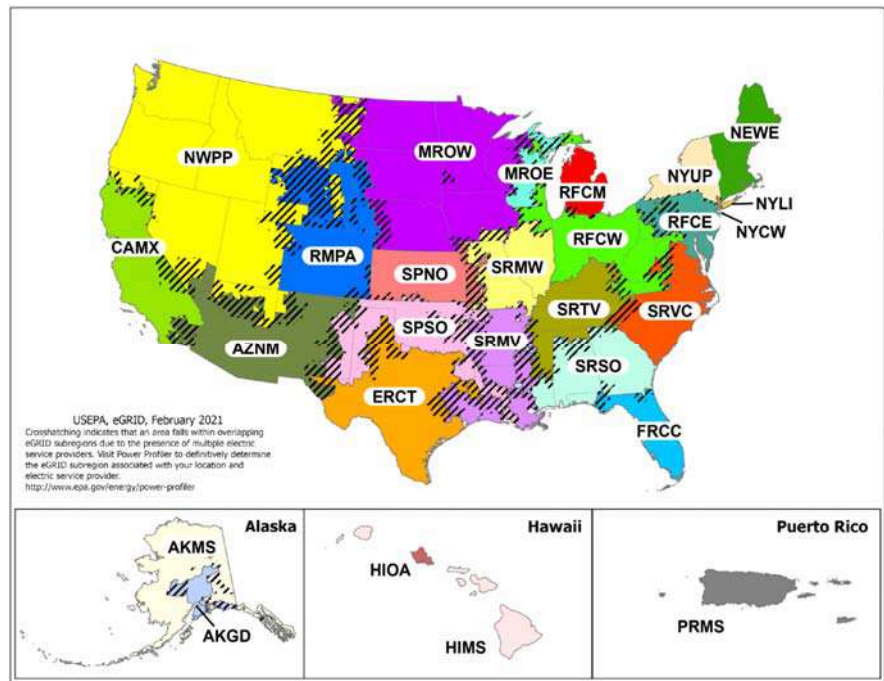 NEWE
NWPP
MROW
MROE
NYUP
RFCM
NYLI
RFCE
NYCW
RFCW
CAMX
RMPA
SRMW
SPNO
SRTV
SRVC
SPSO
SRMV
AZNM
SRSO
ERCT
FRCC
USEPA, eGRID, February 2021
Crosshatching indicates that an area falls within overlapping
eGRID subregions due to the presence of multiple electric
service providers. Visit Power Profiler to definitively determine
the eGRID subregion associated with your location and
electric service provider.
http://www.epa.gov/energy/power-profiler
Alaska
AKMS
AKGD
Hawaii
HIOA
HIMS
Puerto Rico
PRMS